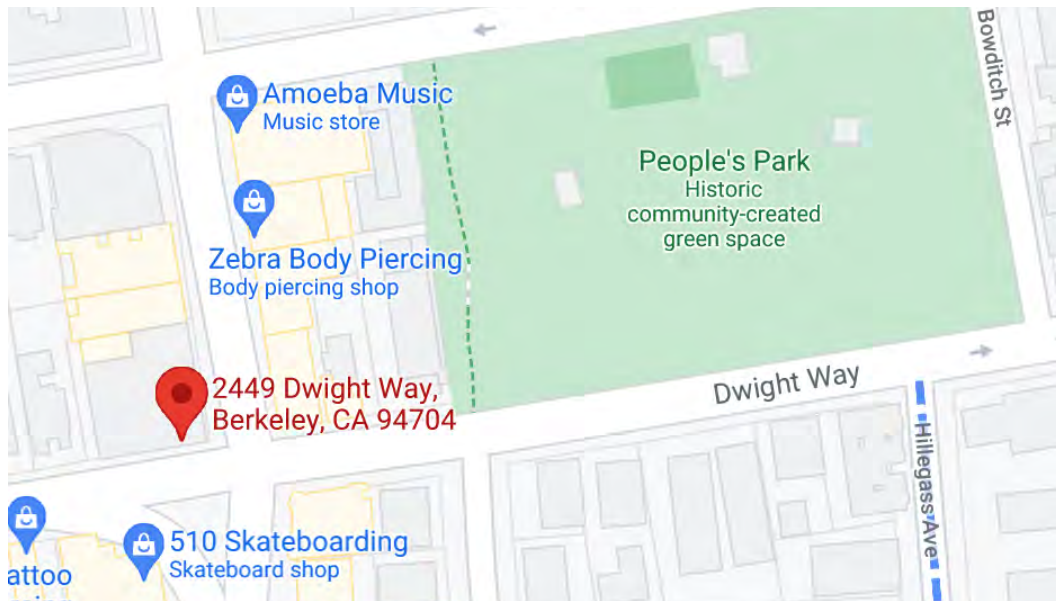 Bowditch St
Amoeba Music
Music store
People's Park
Historic
community-created
green space
Zebra Body Piercing
Body piercing shop
2449 Dwight Way,
Berkeley, CA 94704
Dwight Way
Hillegass Ave
510 Skateboarding
Skateboard shop
attoo